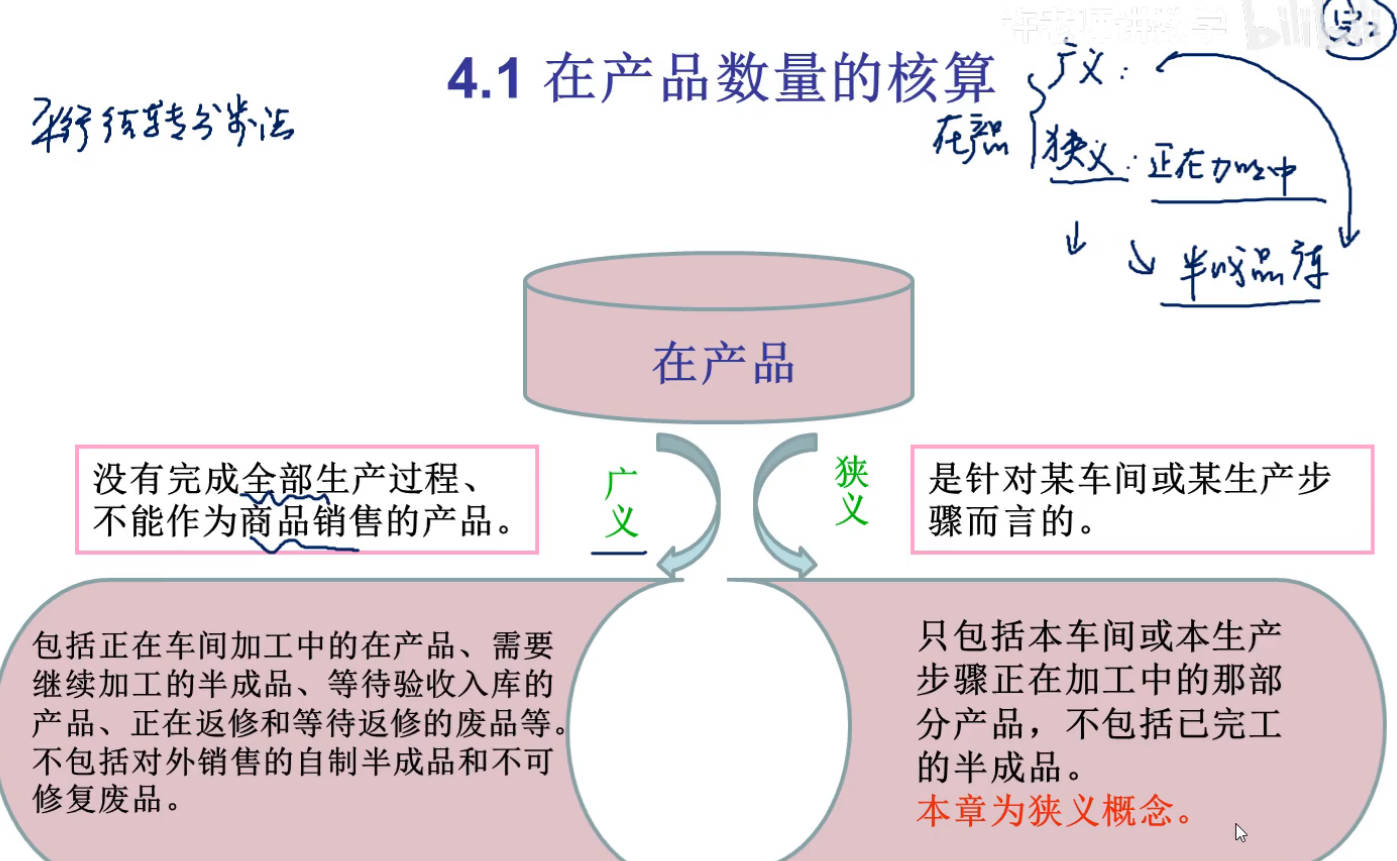 许老师讲数学 bilibili
4.1 在产品数量的核算
平行结转分步法
在产品
广义：
狭义：正在加工中
半成品库
在产品
没有完成全部生产过程、
不能作为商品销售的产品。
广义
狭义
是针对某车间或某生产步
骤而言的。
包括正在车间加工中的在产品、需要
继续加工的半成品、等待验收入库的
产品、正在返修和等待返修的废品等。
不包括对外销售的自制半成品和不可
修复废品。
只包括本车间或本生产
步骤正在加工中的那部
分产品，不包括已完工
的半成品。
本章为狭义概念。